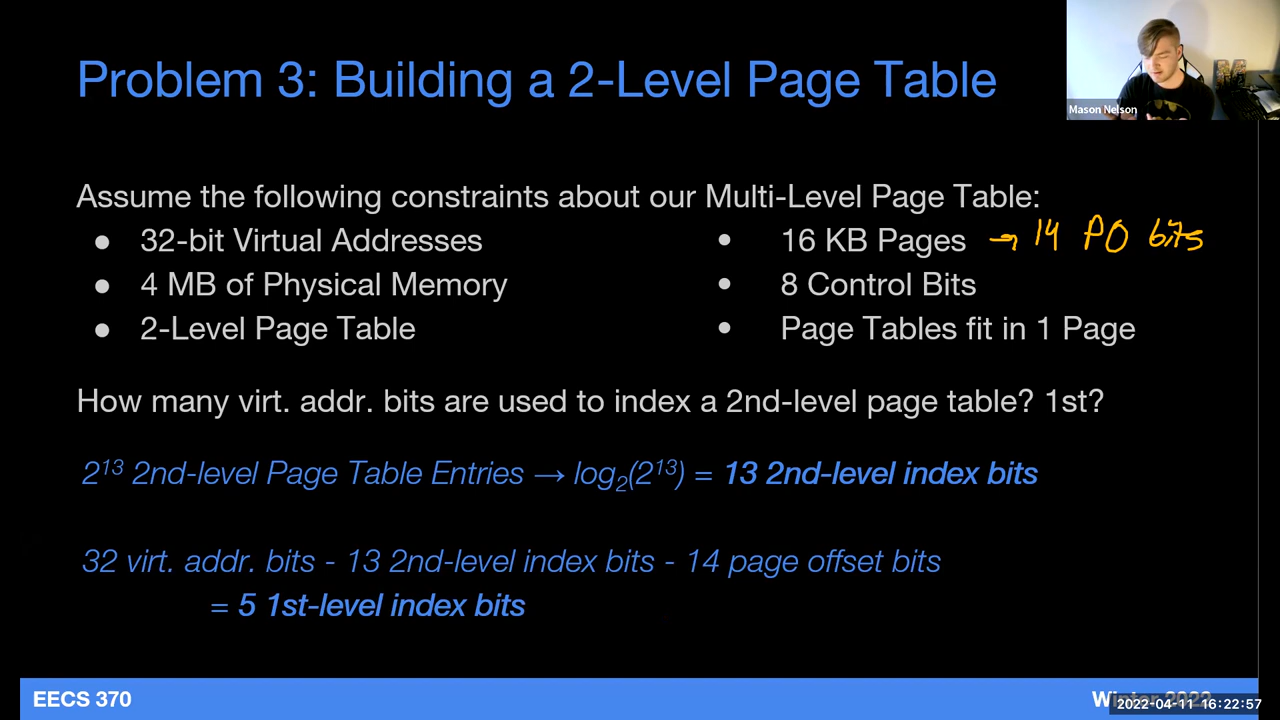 Problem 3: Building a 2-Level Page Table
Mason Nelson
Assume the following constraints about our Multi-Level Page Table:
● 32-bit Virtual Addresses
● 4 MB of Physical Memory
● 2-Level Page Table
● 16 KB Pages → 14 PO bits
● 8 Control Bits
● Page Tables fit in 1 Page
How many virt. addr. bits are used to index a 2nd-level page table? 1st?
2¹³ 2nd-level Page Table Entries → log₂(2¹³) = 13 2nd-level index bits
32 virt. addr. bits - 13 2nd-level index bits - 14 page offset bits
= 5 1st-level index bits
EECS 370
Winter 2022
2022-04-11 16:22:57